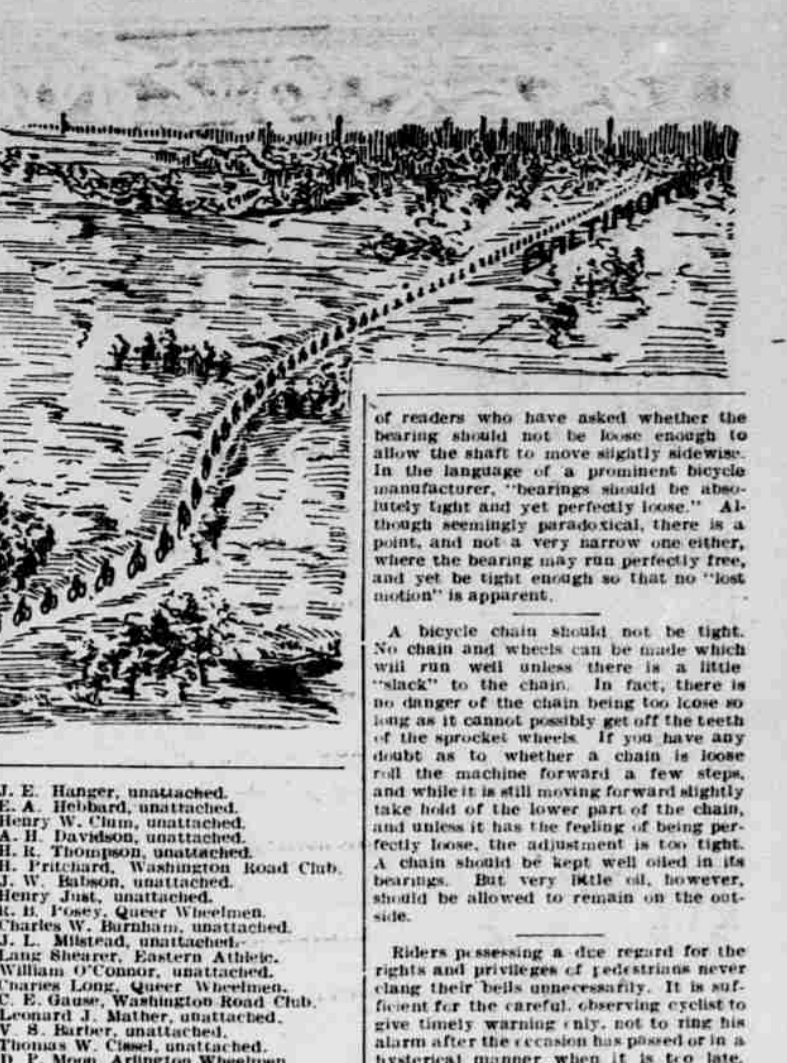 BALTIMORE
J. E. Hanger, unattached.
E. A. Hebbard, unattached.
Henry W. Clum, unattached.
A. H. Davidson, unattached.
H. R. Thompson, unattached.
H. Pritchard, Washington Road Club.
J. W. Babson, unattached.
Henry Just, unattached.
R. B. Posey, Queer Wheelmen.
Charles W. Burnham, unattached.
J. L. Milstead, unattached.
Lang Shearer, Eastern Athletic.
William O'Connor, unattached.
Charles Long, Queer Wheelmen.
C. E. Gause, Washington Road Club.
Leonard J. Mather, unattached.
V. S. Barber, unattached.
Thomas W. Cissel, unattached.
D. P. Moon, Arlington Wheelmen
of readers who have asked whether the
bearing should not be loose enough to
allow the shaft to move slightly sidewise.
In the language of a prominent bicycle
manufacturer, "bearings should be abso-
lutely tight and yet perfectly loose." Al-
though seemingly paradoxical, there is a
point, and not a very narrow one either,
where the bearing may run perfectly free,
and yet be tight enough so that no "lost
motion" is apparent.
A bicycle chain should not be tight.
No chain and wheels can be made which
will run well unless there is a little
"slack" to the chain. In fact, there is
no danger of the chain being too loose so
long as it cannot possibly get off the teeth
of the sprocket wheels. If you have any
doubt as to whether a chain is loose
roll the machine forward a few steps,
and while it is still moving forward slightly
take hold of the lower part of the chain,
and unless it has the feeling of being per-
fectly loose, the adjustment is too tight.
A chain should be kept well oiled in its
bearings. But very little oil, however,
should be allowed to remain on the out-
side.
Riders possessing a due regard for the
rights and privileges of pedestrians never
clang their bells unnecessarily. It is suf-
ficient for the careful, observing cyclist to
give timely warning only, not to ring his
alarm after the occasion has passed or in a
hysterical manner when it is too late